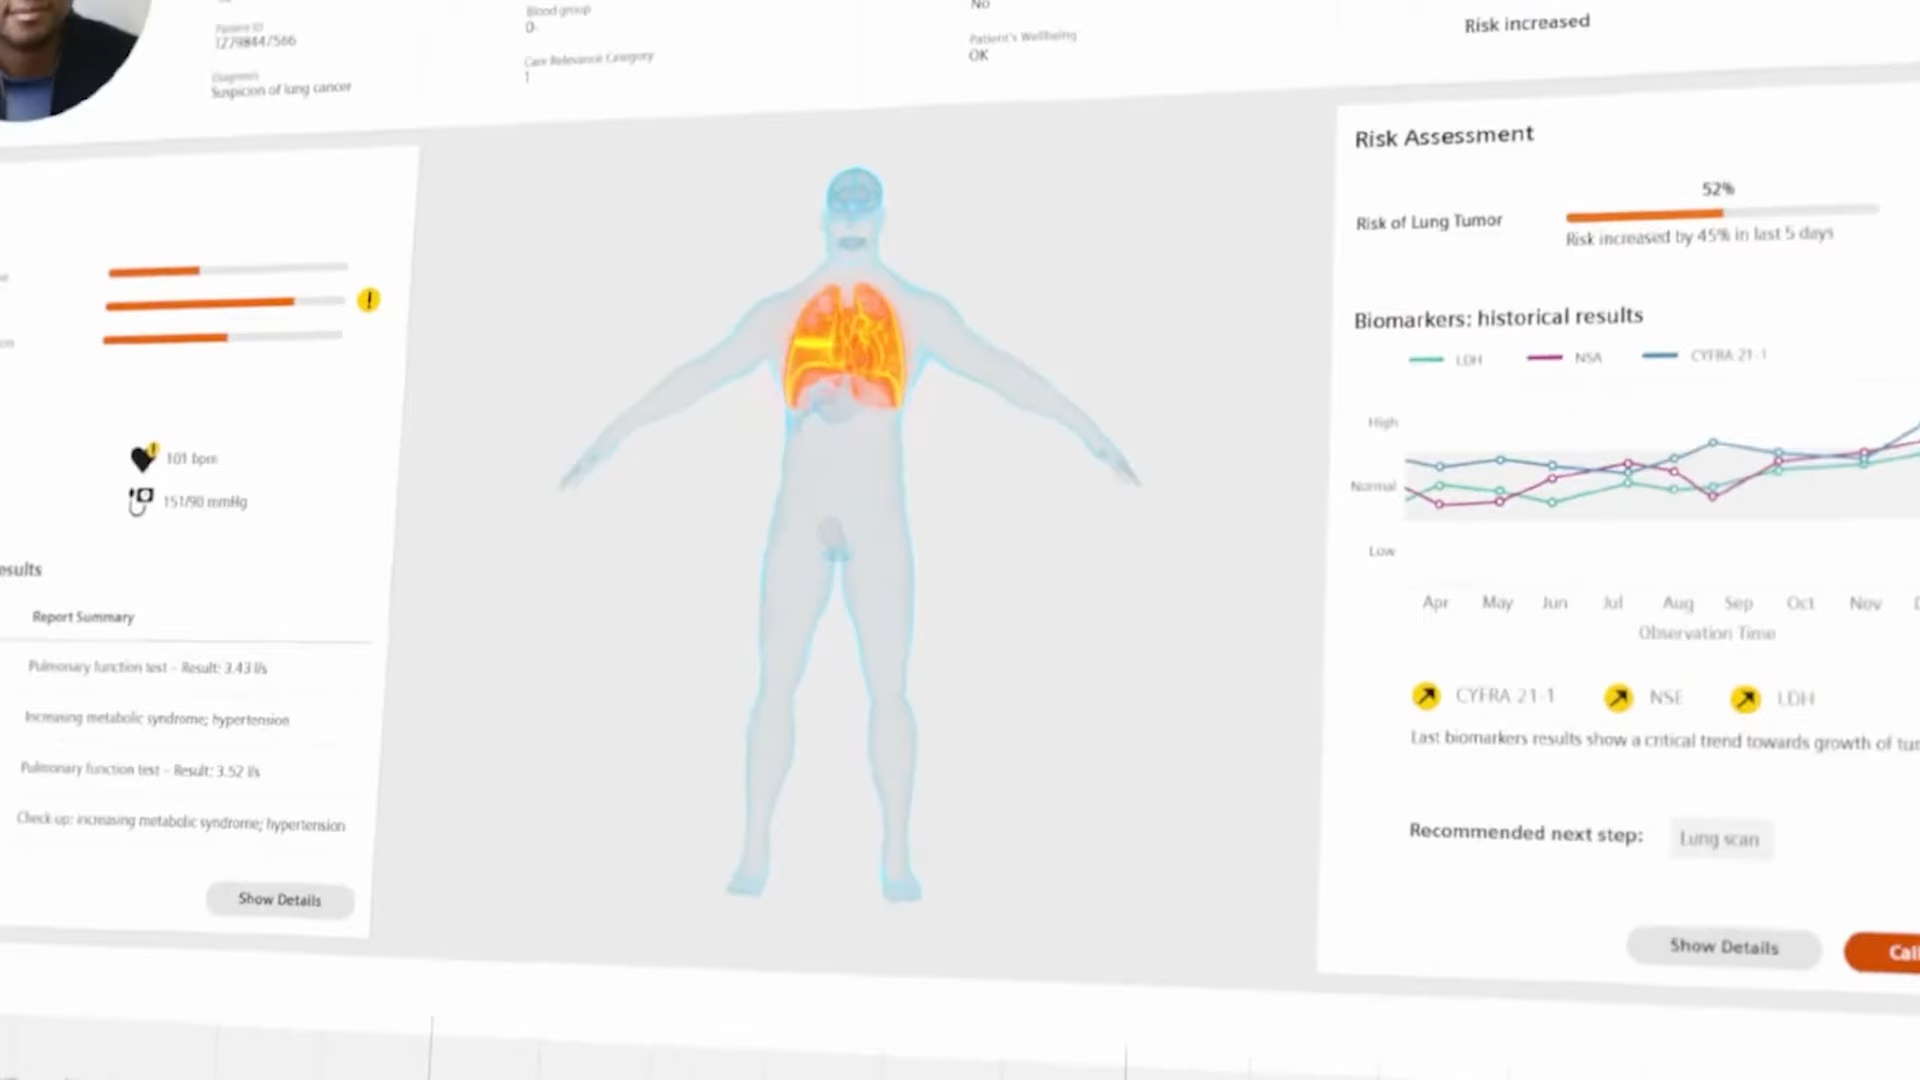 Patient ID
12798447566
Diagnosis
Suspicion of lung cancer
Blood group
0-
Care Relevance Category
1
No
Patient's Wellbeing
OK
Risk increased
!
101 bpm
151/90 mmHg
esults
Report Summary
Pulmonary function test – Result: 3.43 l/s
Increasing metabolic syndrome; hypertension
Pulmonary function test – Result: 3.52 l/s
Check-up: increasing metabolic syndrome; hypertension
Show Details
Risk Assessment
52%
Risk of Lung Tumor
Risk increased by 45% in last 5 days
Biomarkers: historical results
LDH NSA CYFRA 21-1
High
Normal
Low
Apr May Jun Jul Aug Sep Oct Nov D
Observation Time
CYFRA 21-1 NSE LDH
Last biomarkers results show a critical trend towards growth of tu
Recommended next step: Lung scan
Show Details
Call